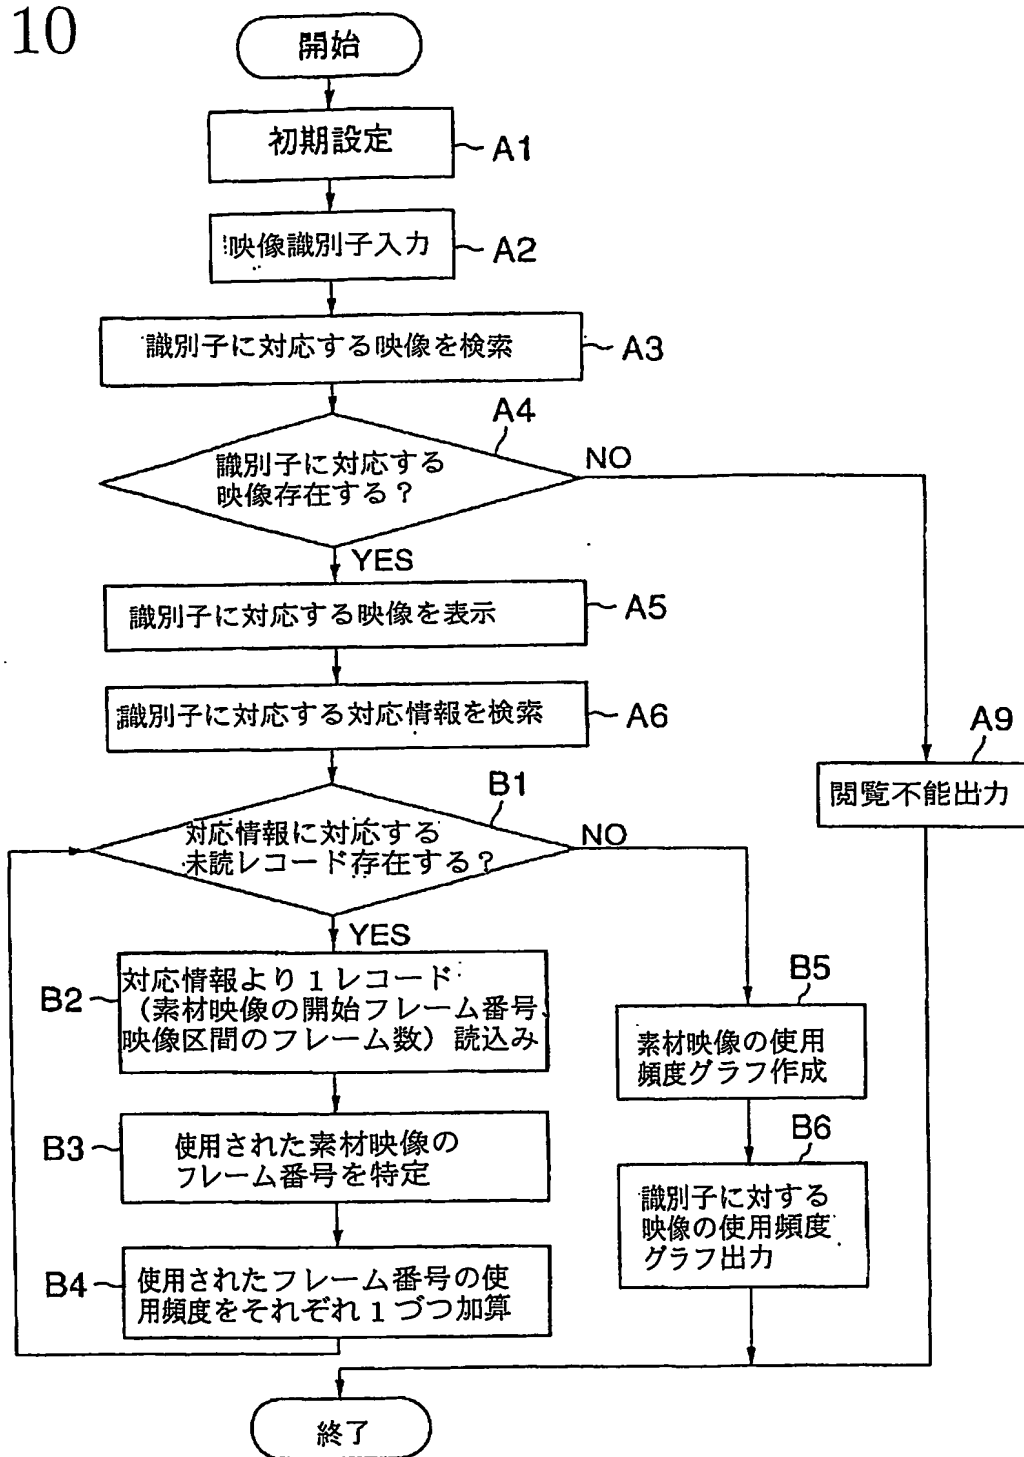 10
開始
初期設定
A1
映像識別子入力
A2
識別子に対応する映像を検索
A3
A4
識別子に対応する
映像存在する？
NO
YES
識別子に対応する映像を表示
A5
識別子に対応する対応情報を検索
A6
A9
閲覧不能出力
B1
対応情報に対応する
未読レコード存在する？
NO
YES
B2
対応情報より１レコード
（素材映像の開始フレーム番号、
映像区間のフレーム数）読込み
B5
素材映像の使用
頻度グラフ作成
B3
使用された素材映像の
フレーム番号を特定
B6
識別子に対する
映像の使用頻度
グラフ出力
B4
使用されたフレーム番号の使
用頻度をそれぞれ１づつ加算
終了